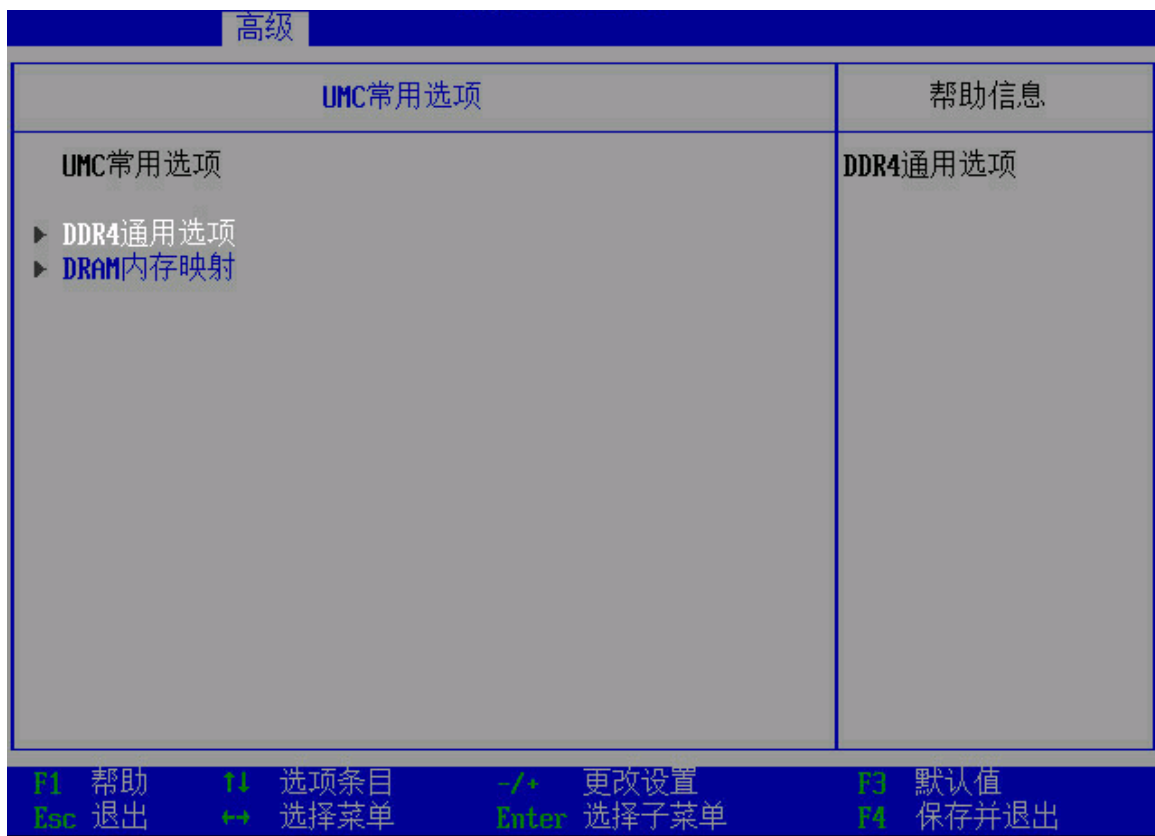 高级
UMC常用选项
帮助信息
UMC常用选项
DDR4通用选项
DDR4通用选项
DRAM内存映射
F1 帮助 ↑↓ 选项条目 -/+ 更改设置 F3 默认值
Esc 退出 ←→ 选择菜单 Enter 选择子菜单 F4 保存并退出